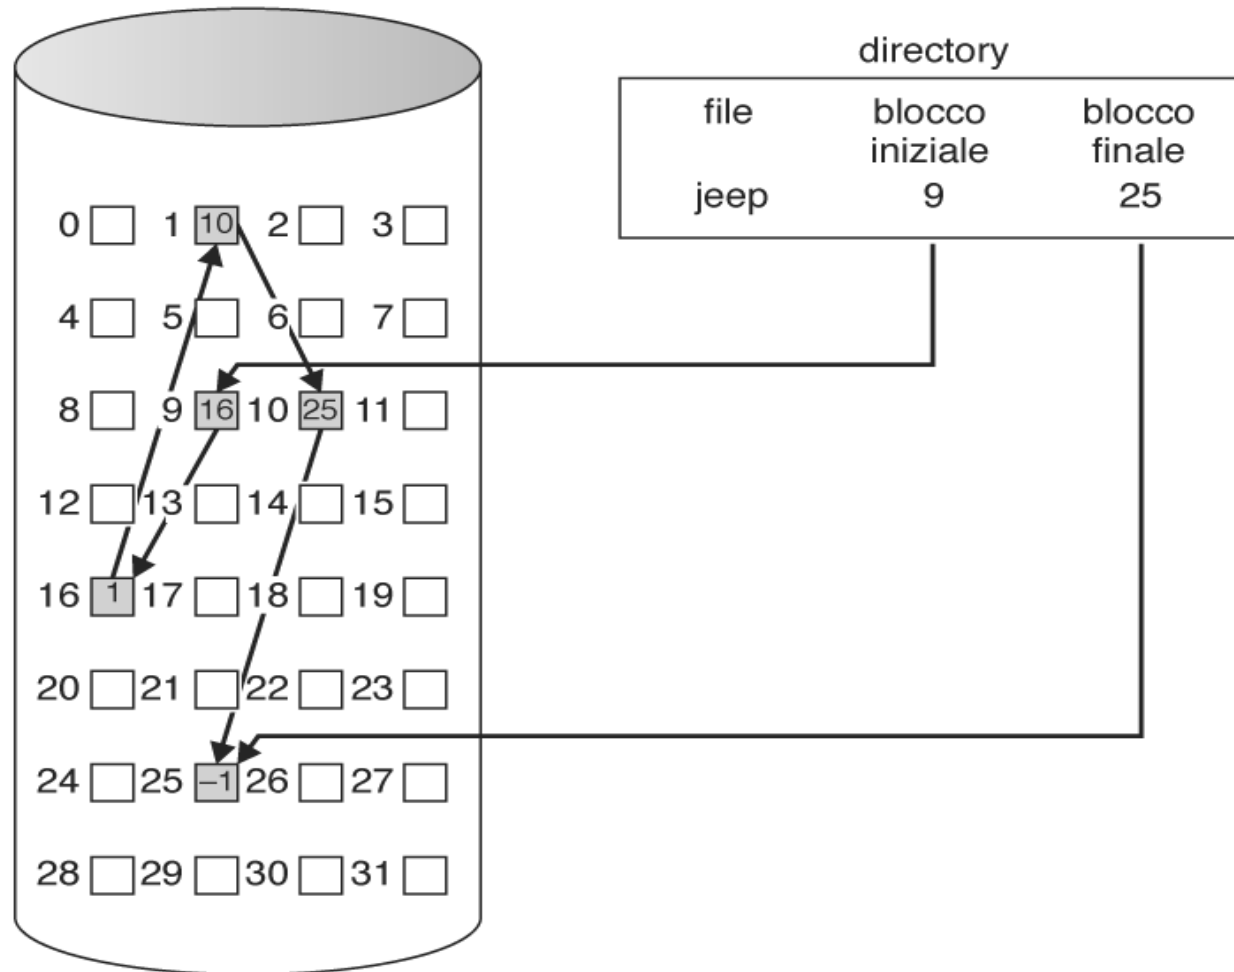 directory
file blocco blocco
iniziale finale
jeep 9 25
0 1 10 2 3
4 5 6 7
8 9 16 10 25 11
12 13 14 15
16 1 17 18 19
20 21 22 23
24 25 –1 26 27
28 29 30 31